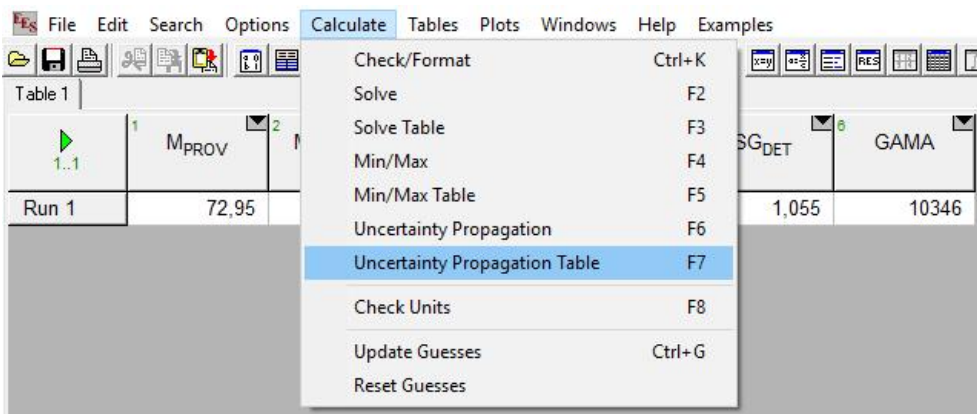 EES File Edit Search Options Calculate Tables Plots Windows Help Examples
x=y RES
Table 1
Check/Format Ctrl+K
Solve F2
Solve Table F3
Min/Max F4
Min/Max Table F5
Uncertainty Propagation F6
Uncertainty Propagation Table F7
Check Units F8
Update Guesses Ctrl+G
Reset Guesses
1..1 1 MPROV 2 SGDET 6 GAMA
Run 1 72,95 1,055 10346